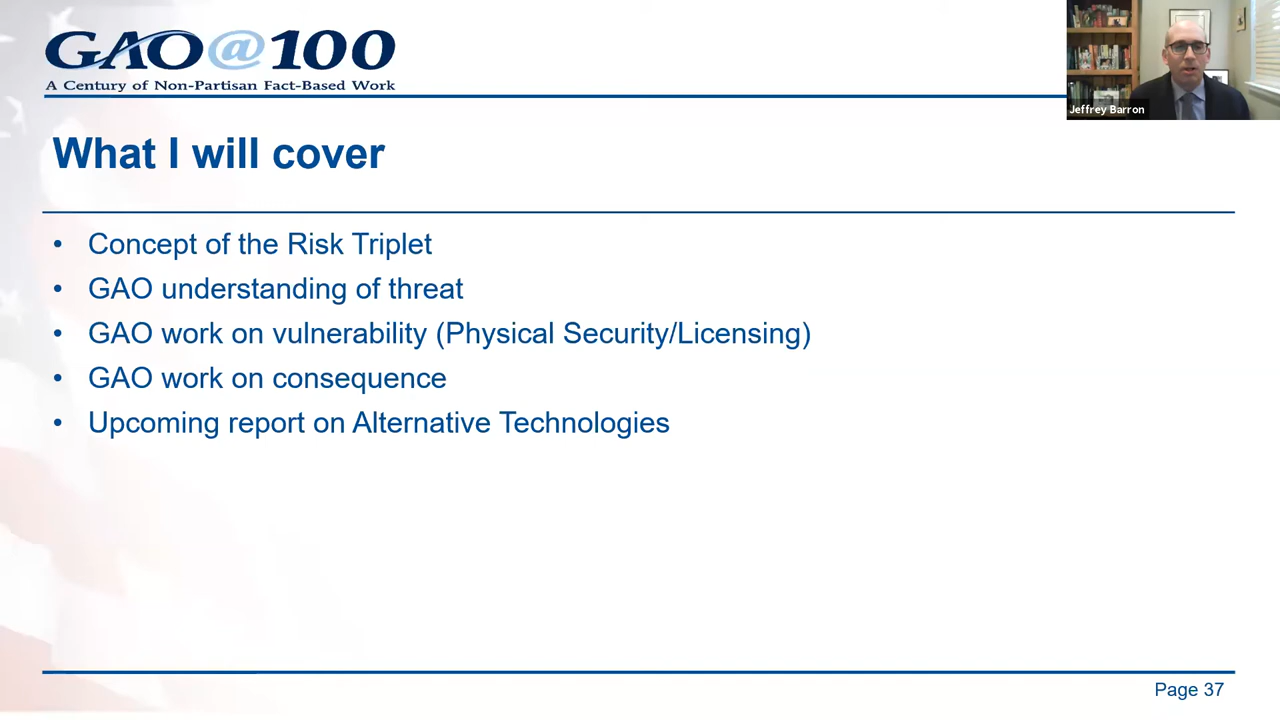 GAO@100
A Century of Non-Partisan Fact-Based Work
Jeffrey Barron
What I will cover
• Concept of the Risk Triplet
• GAO understanding of threat
• GAO work on vulnerability (Physical Security/Licensing)
• GAO work on consequence
• Upcoming report on Alternative Technologies
Page 37